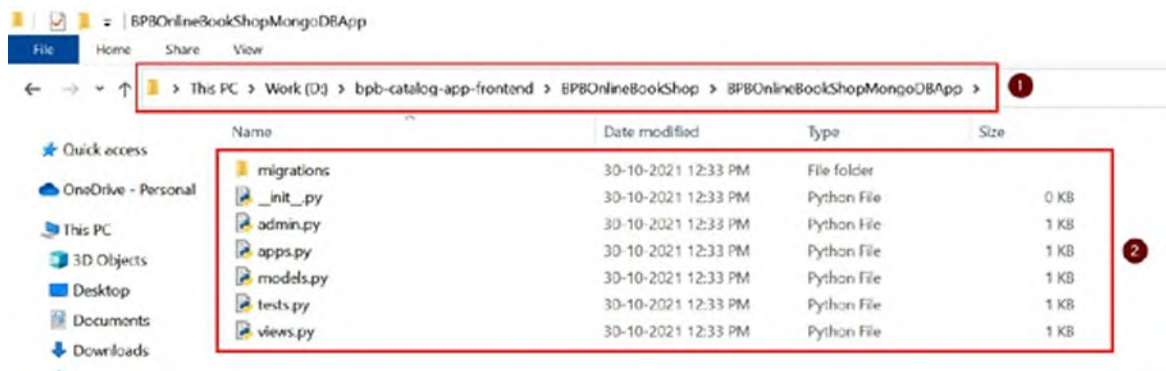 BPBOnlineBookShopMongoDBApp
File Home Share View
This PC > Work (D:) > bpb-catalog-app-frontend > BPBOnlineBookShop > BPBOnlineBookShopMongoDBApp > 1
Name Date modified Type Size
Quick access
migrations 30-10-2021 12:33 PM File folder
OneDrive - Personal
__init__.py 30-10-2021 12:33 PM Python File 0 KB
This PC
admin.py 30-10-2021 12:33 PM Python File 1 KB
3D Objects
apps.py 30-10-2021 12:33 PM Python File 1 KB 2
Desktop
models.py 30-10-2021 12:33 PM Python File 1 KB
Documents
tests.py 30-10-2021 12:33 PM Python File 1 KB
Downloads
views.py 30-10-2021 12:33 PM Python File 1 KB